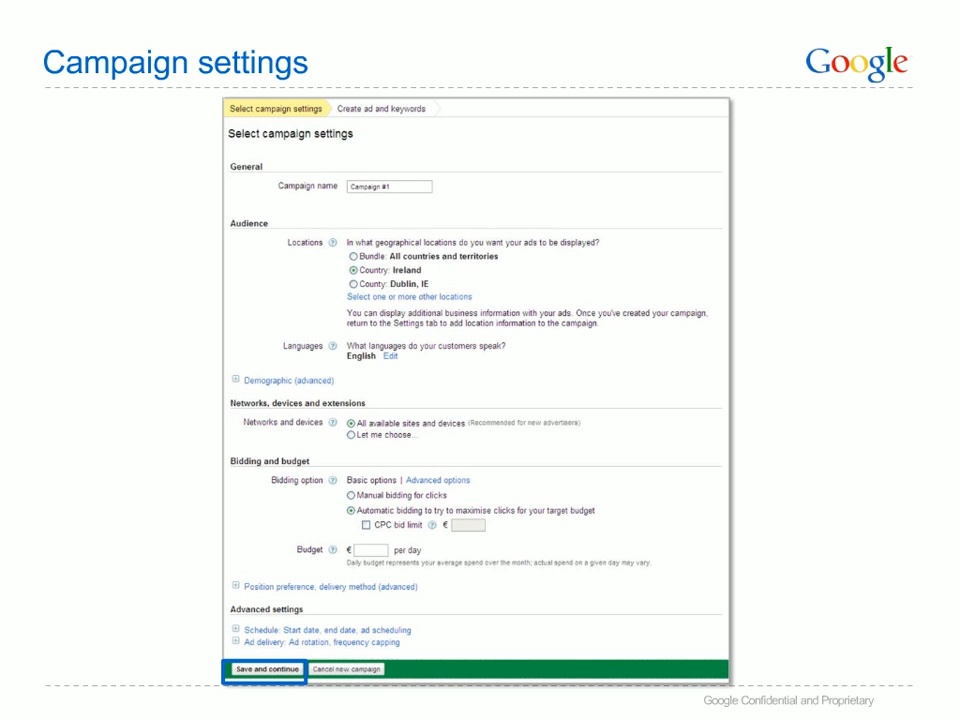 Campaign settings
Google
Select campaign settings Create ad and keywords
Select campaign settings
General
Campaign name Campaign #1
Audience
Locations ? In what geographical locations do you want your ads to be displayed?
Bundle: All countries and territories
Country: Ireland
County: Dublin, IE
Select one or more other locations
You can display additional business information with your ads. Once you've created your campaign,
return to the Settings tab to add location information to the campaign.
Languages ? What languages do your customers speak?
English Edit
Demographic (advanced)
Networks, devices and extensions
Networks and devices ? All available sites and devices (Recommended for new advertisers)
Let me choose...
Bidding and budget
Bidding option ? Basic options | Advanced options
Manual bidding for clicks
Automatic bidding to try to maximise clicks for your target budget
CPC bid limit ? €
Budget ? € per day
Daily budget represents your average spend over the month; actual spend on a given day may vary.
Position preference, delivery method (advanced)
Advanced settings
Schedule: Start date, end date, ad scheduling
Ad delivery: Ad rotation, frequency capping
Save and continue Cancel new campaign
Google Confidential and Proprietary